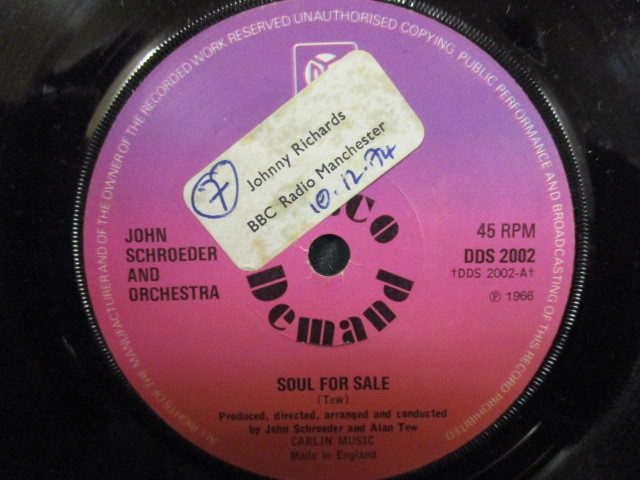 ALL RIGHTS OF THE MANUFACTURER AND OF THE OWNER OF THE RECORDED WORK RESERVED UNAUTHORISED COPYING PUBLIC PERFORMANCE AND BROADCASTING OF THIS RECORD PROHIBITED
7
Johnny Richards
BBC Radio Manchester
10.12.74
sco
Demand
JOHN
SCHROEDER
AND
ORCHESTRA
45 RPM
DDS 2002
†DDS 2002-A†
℗ 1966
SOUL FOR SALE
(Tew)
Produced, directed, arranged and conducted
by John Schroeder and Alan Tew
CARLIN MUSIC
Made in England